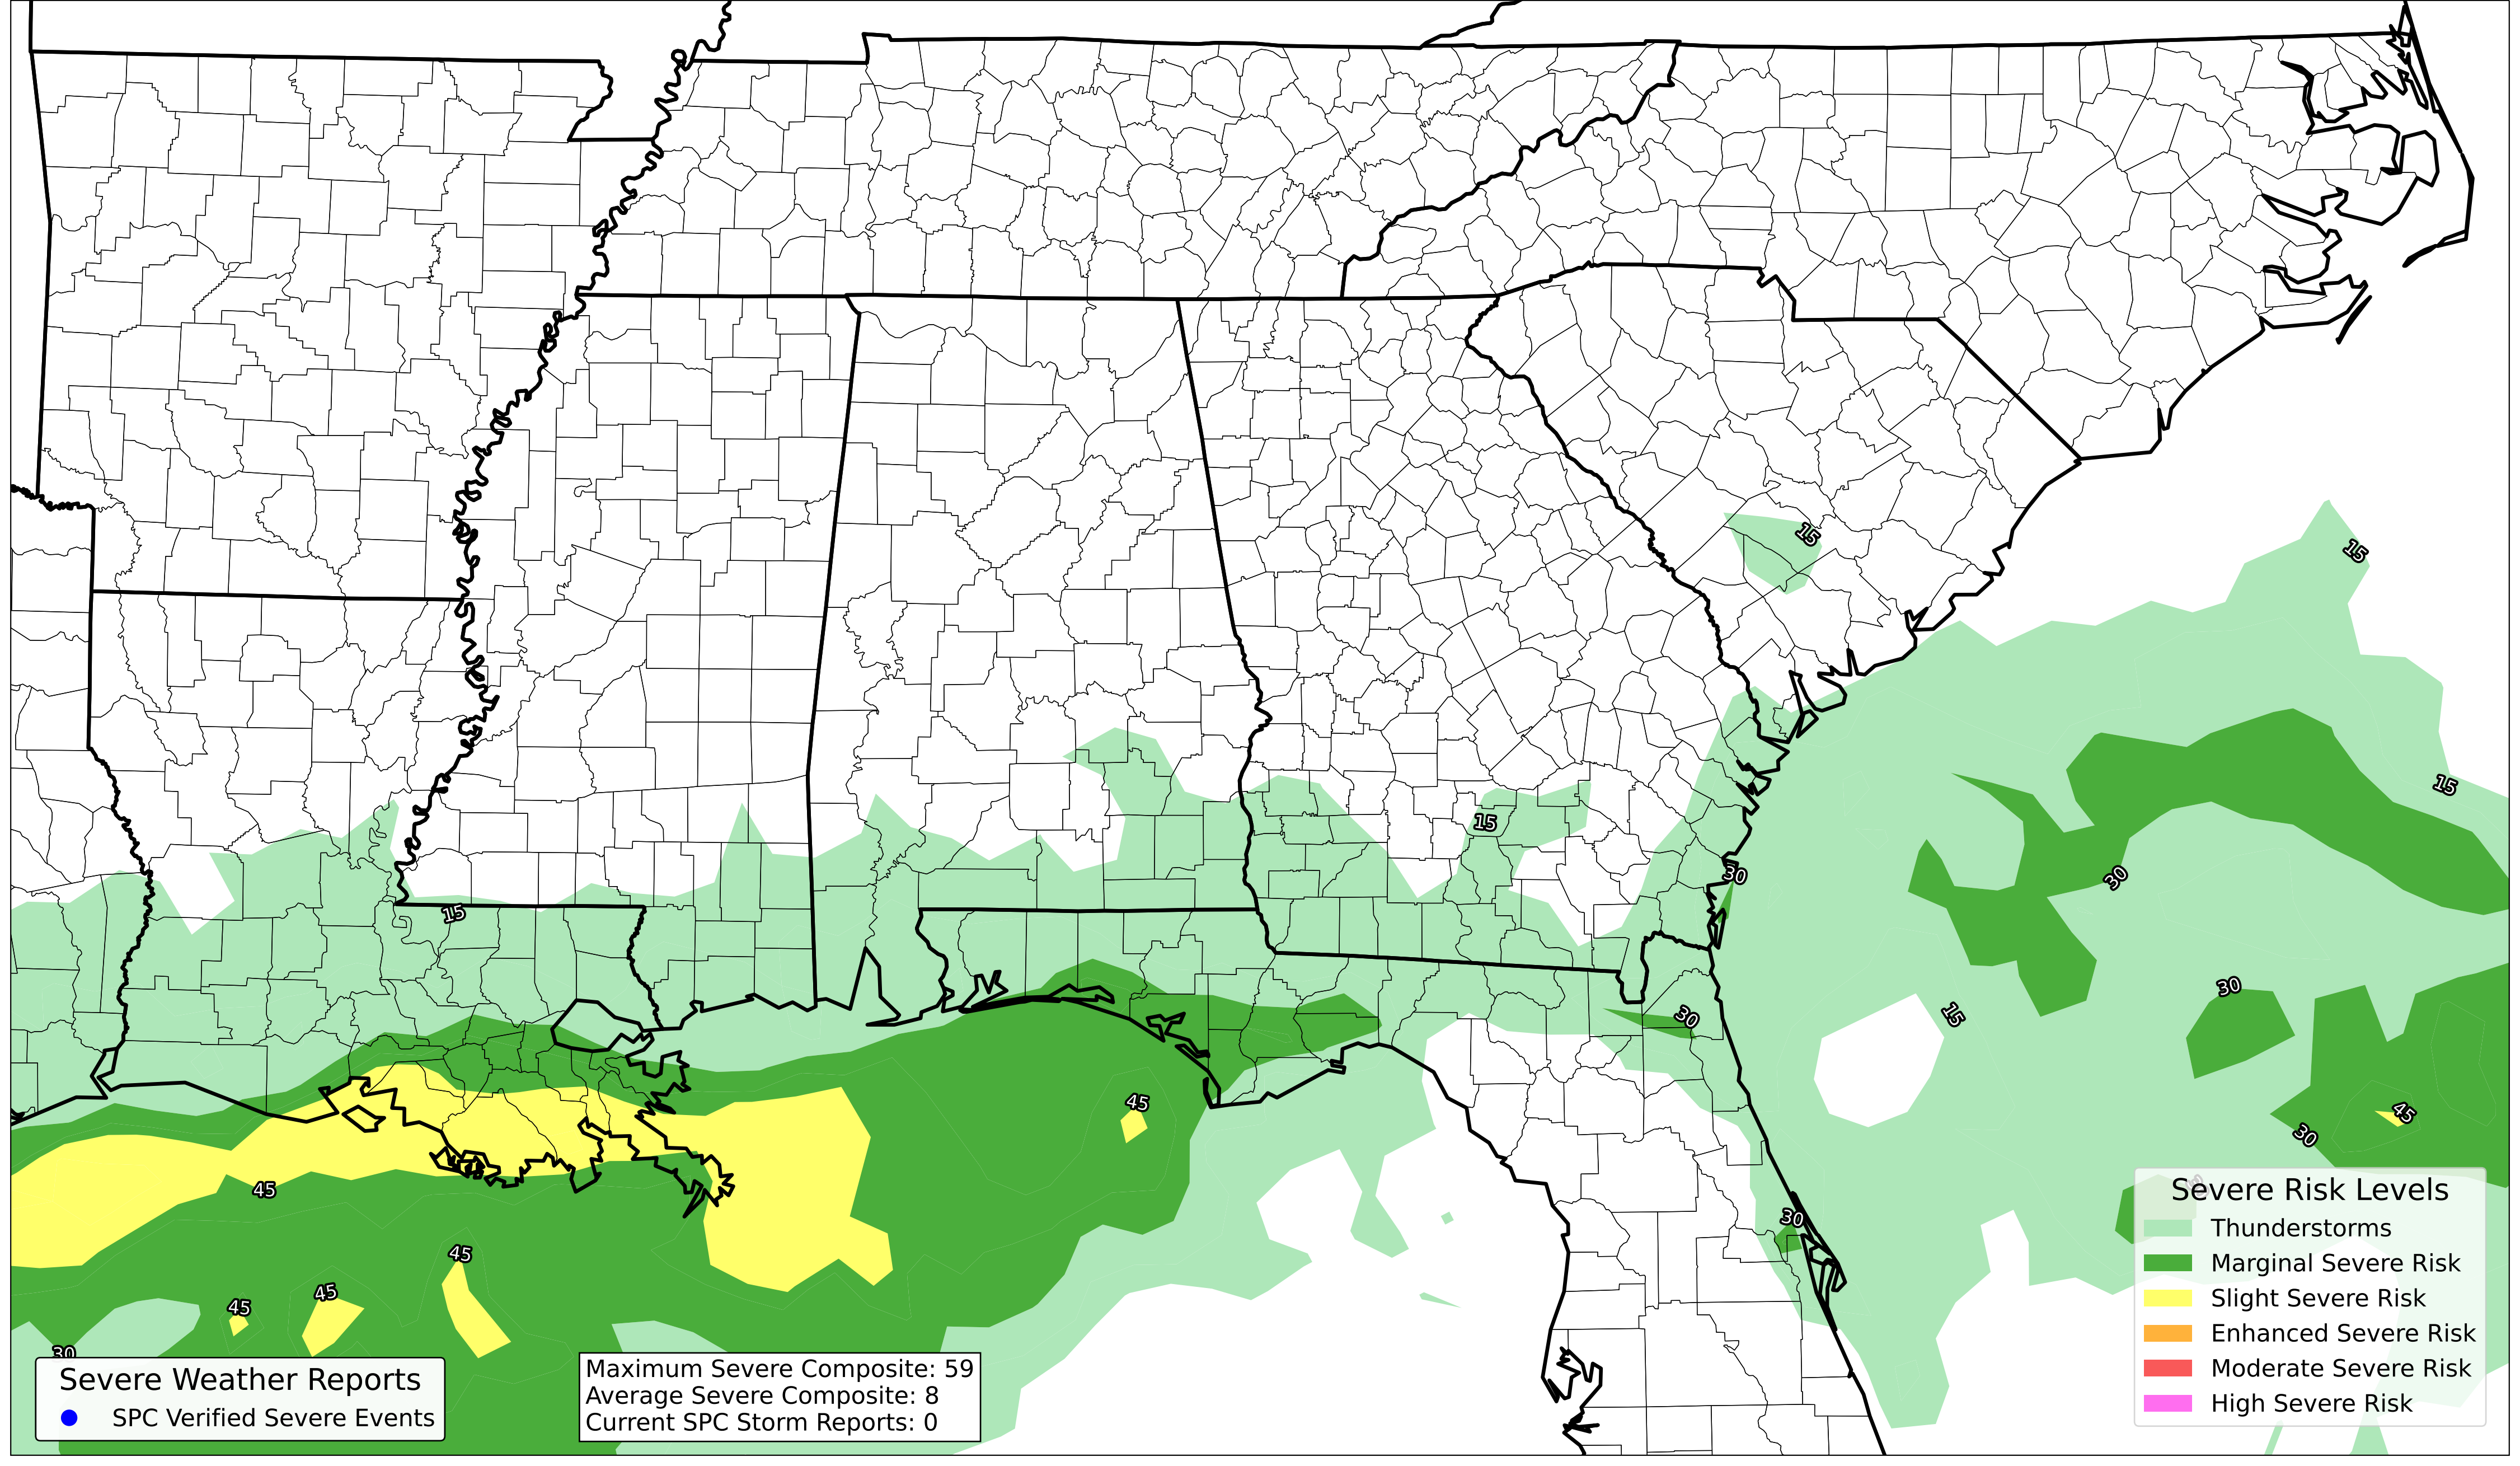 15
15
15
15
30
30
15
30
15
30
45
45
30
45
30
45
45
45
30
Severe Risk Levels
Thunderstorms
Marginal Severe Risk
Slight Severe Risk
Enhanced Severe Risk
Moderate Severe Risk
High Severe Risk
Severe Weather Reports
SPC Verified Severe Events
Maximum Severe Composite: 59
Average Severe Composite: 8
Current SPC Storm Reports: 0